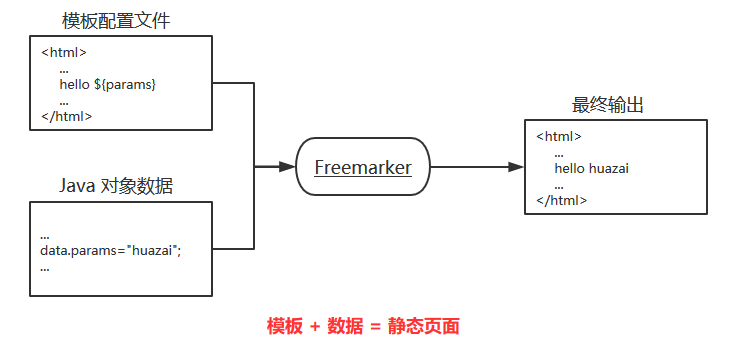 模板配置文件
<html>
...
hello ${params}
...
</html>
Java 对象数据
...
data.params="huazai";
...
Freemarker
最终输出
<html>
...
hello huazai
...
</html>
模板 + 数据 = 静态页面